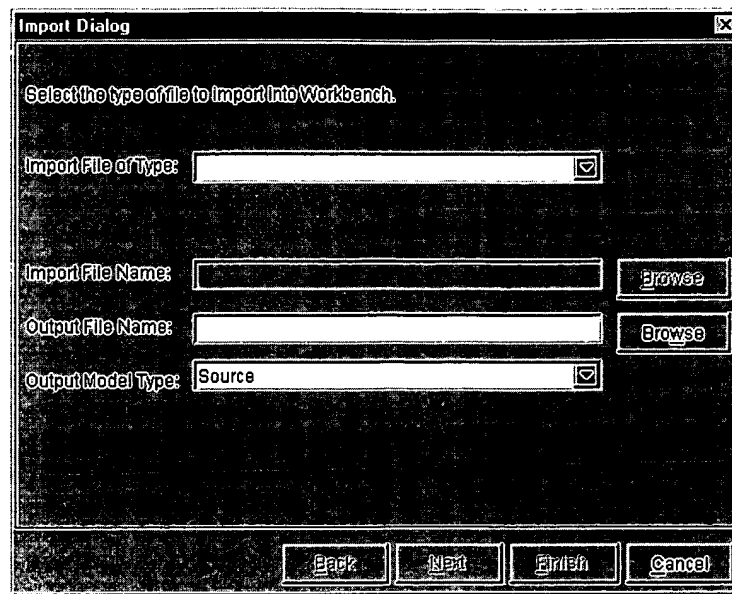 Import Dialog
Select the type of file to import into Workbench.
Import File of Type:
Import File Name:
Browse
Output File Name:
Browse
Output Model Type: Source
Back Next Finish Cancel